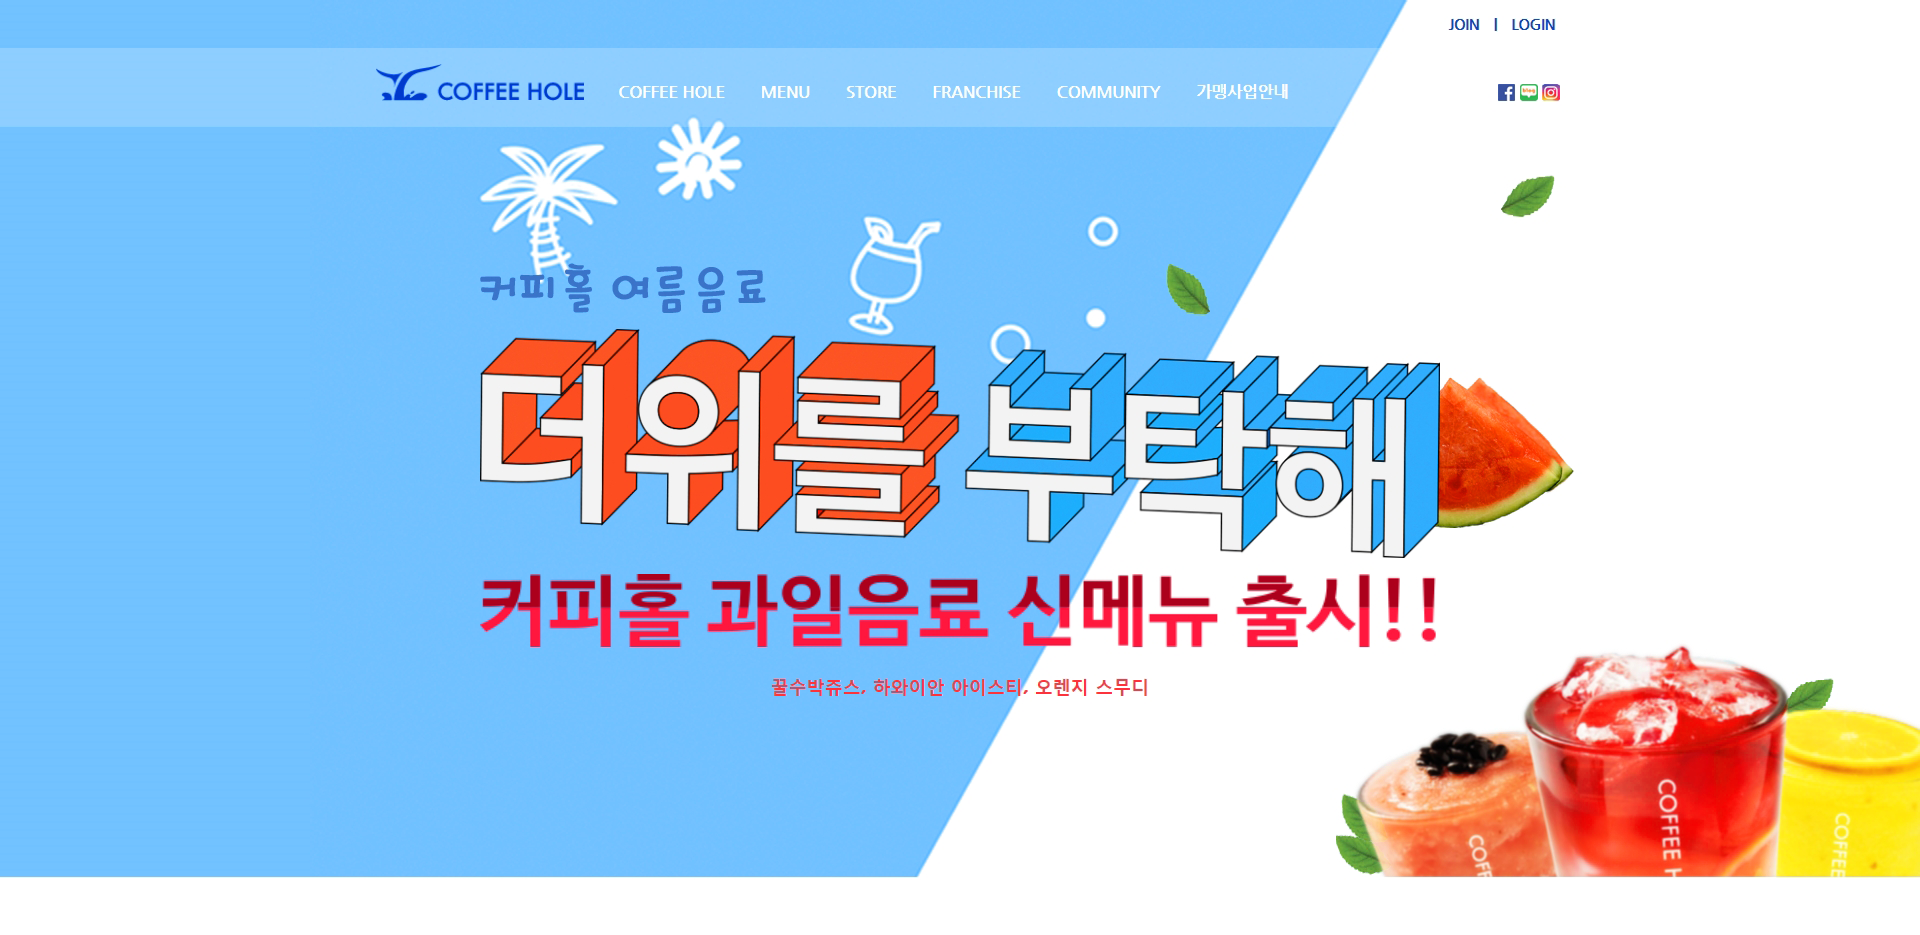 JOIN | LOGIN
COFFEE HOLE
COFFEE HOLE MENU STORE FRANCHISE COMMUNITY 가맹사업안내
blog
커피홀 여름음료
더위를 부탁해
커피홀 과일음료 신메뉴 출시!!
꿀수박쥬스, 하와이안 아이스티, 오렌지 스무디
COFFEE H
COFFEE
COFFEE